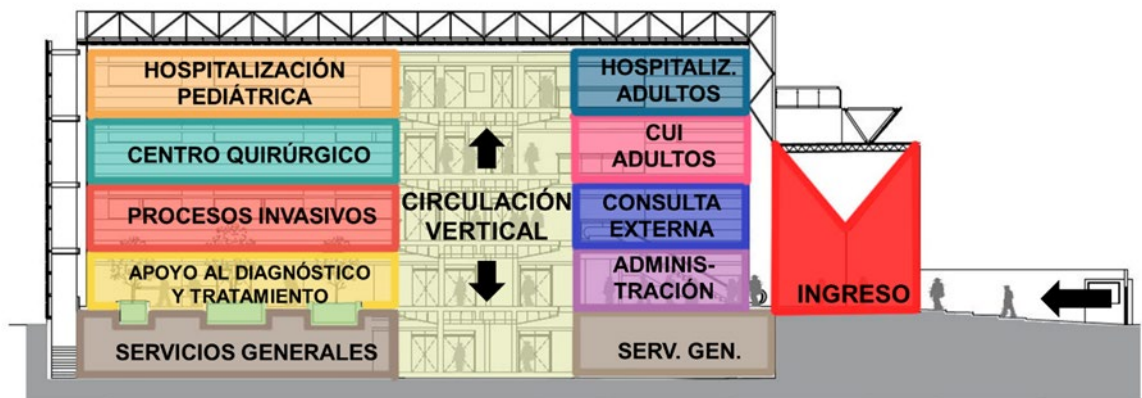 HOSPITALIZACIÓN
PEDIÁTRICA
CENTRO QUIRÚRGICO
PROCESOS INVASIVOS
APOYO AL DIAGNÓSTICO
Y TRATAMIENTO
SERVICIOS GENERALES
CIRCULACIÓN
VERTICAL
HOSPITALIZ.
ADULTOS
CUI
ADULTOS
CONSULTA
EXTERNA
ADMINIS-
TRACIÓN
SERV. GEN.
INGRESO